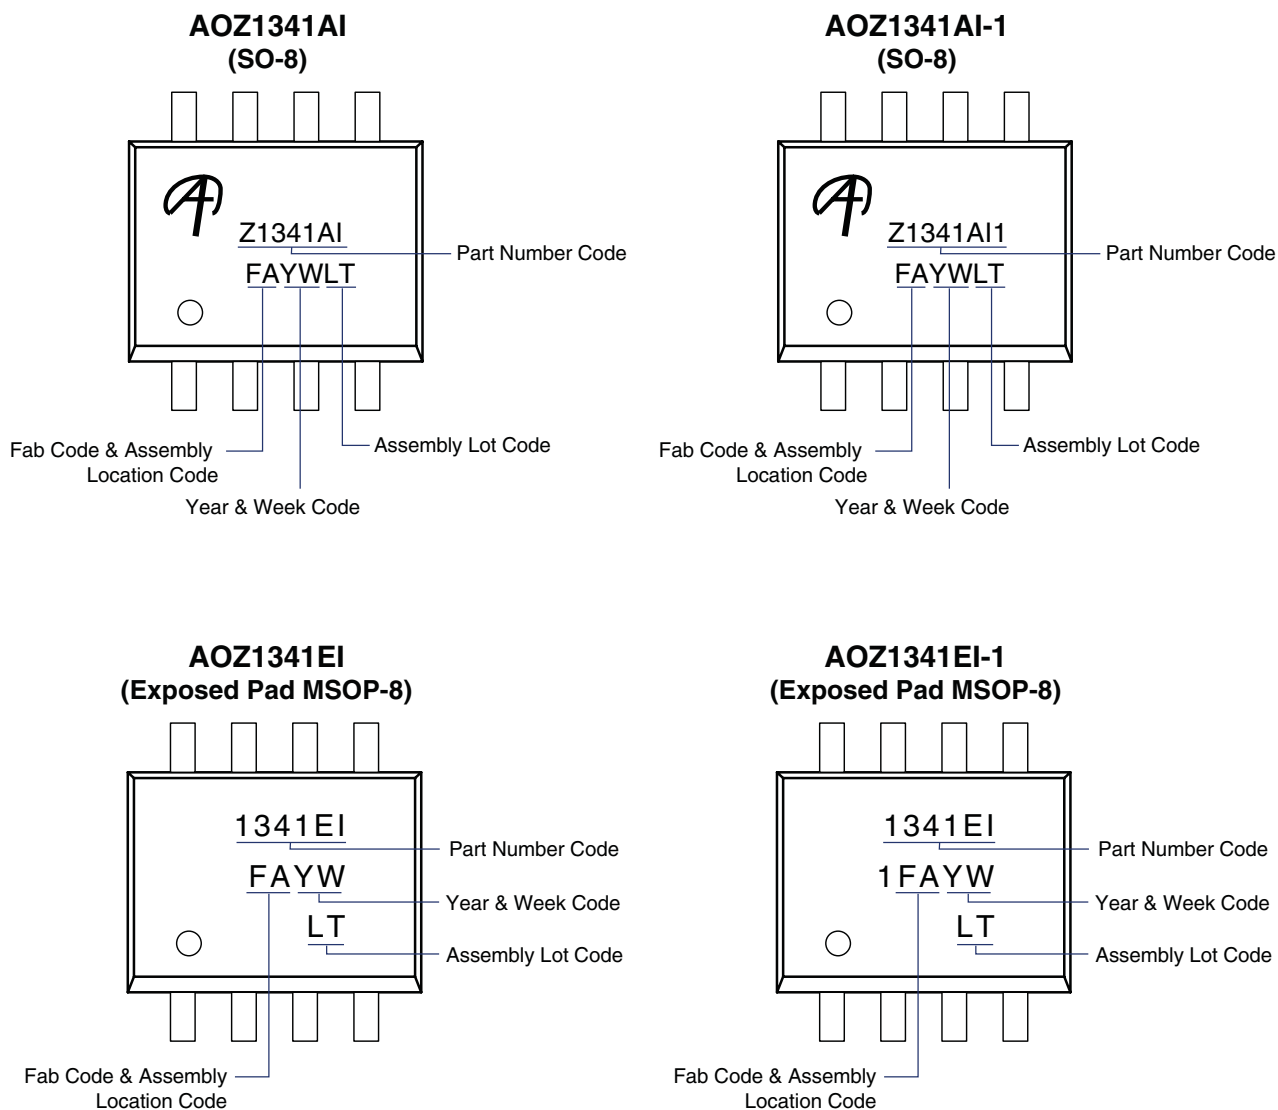 AOZ1341AI
(SO-8)
Z1341AI
Part Number Code
FAYWLT
Fab Code & Assembly
Location Code
Assembly Lot Code
Year & Week Code
AOZ1341AI-1
(SO-8)
Z1341AI1
Part Number Code
FAYWLT
Fab Code & Assembly
Location Code
Assembly Lot Code
Year & Week Code
AOZ1341EI
(Exposed Pad MSOP-8)
1341EI
Part Number Code
FAYW
Year & Week Code
LT
Assembly Lot Code
Fab Code & Assembly
Location Code
AOZ1341EI-1
(Exposed Pad MSOP-8)
1341EI
Part Number Code
1FAYW
Year & Week Code
LT
Assembly Lot Code
Fab Code & Assembly
Location Code